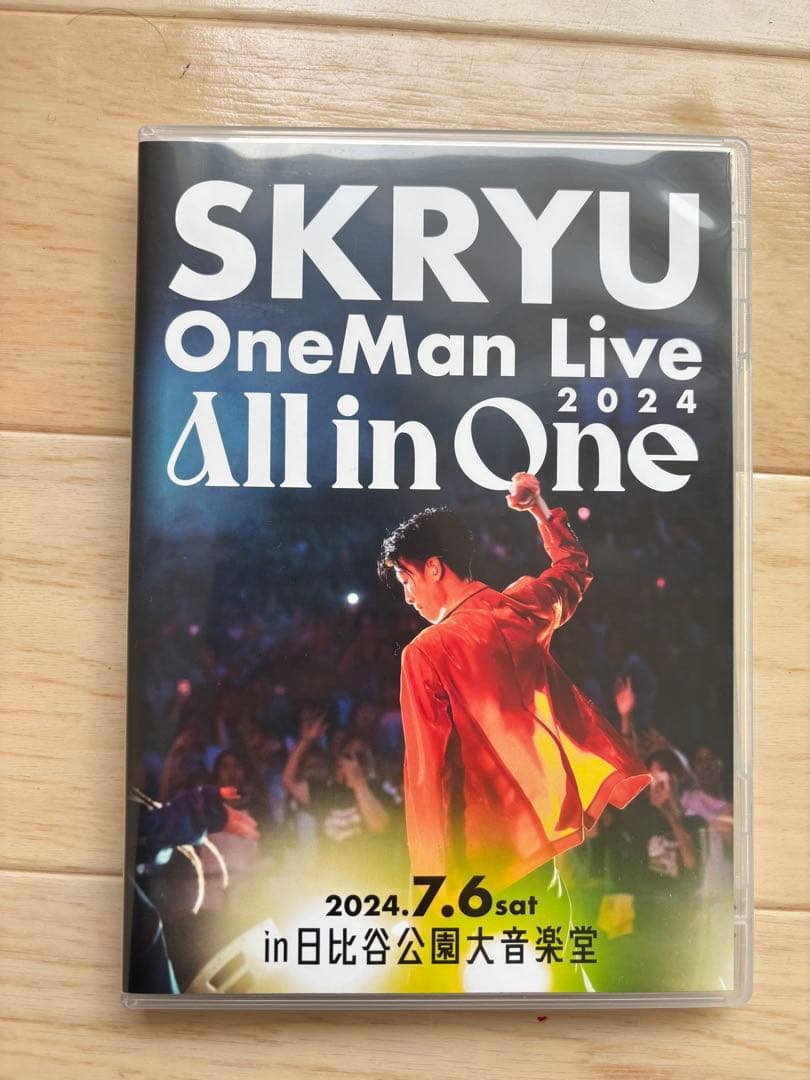 SKRYU
OneMan Live
2024
All in One
2024.7.6sat
in日比谷公園大音楽堂